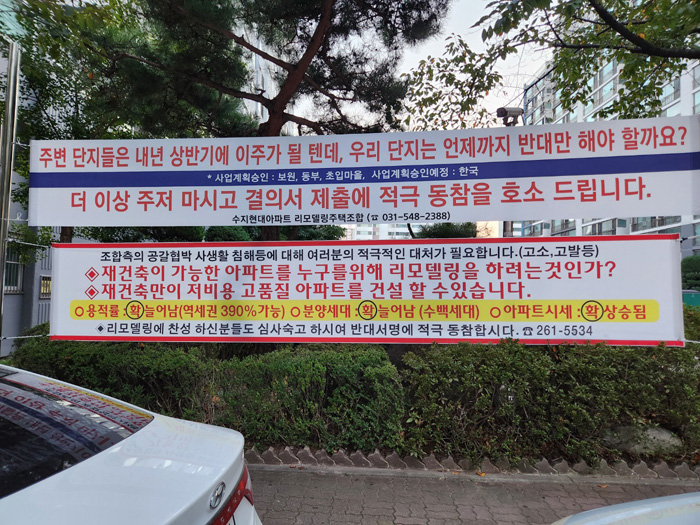 주변 단지들은 내년 상반기에 이주가 될 텐데, 우리 단지는 언제까지 반대만 해야 할까요?
* 사업계획승인 : 보원, 동부, 초입마을, 사업계획승인예정 : 한국
더 이상 주저 마시고 결의서 제출에 적극 동참을 호소 드립니다.
수지현대아파트 리모델링주택조합 (☎ 031-548-2388)
조합측의 공갈협박 사생활 침해등에 대해 여러분의 적극적인 대처가 필요합니다.(고소,고발등)
◈재건축이 가능한 아파트를 누구를위해 리모델링을 하려는것인가?
◈재건축만이 저비용 고품질 아파트를 건설 할 수있습니다.
○용적률 : 확 늘어남(역세권 390%가능) ○분양세대 : 확 늘어남 (수백세대) ○아파트시세 : 확 상승됨
◈리모델링에 찬성 하신분들도 심사숙고 하시여 반대서명에 적극 동참합시다. ☎ 261-5534